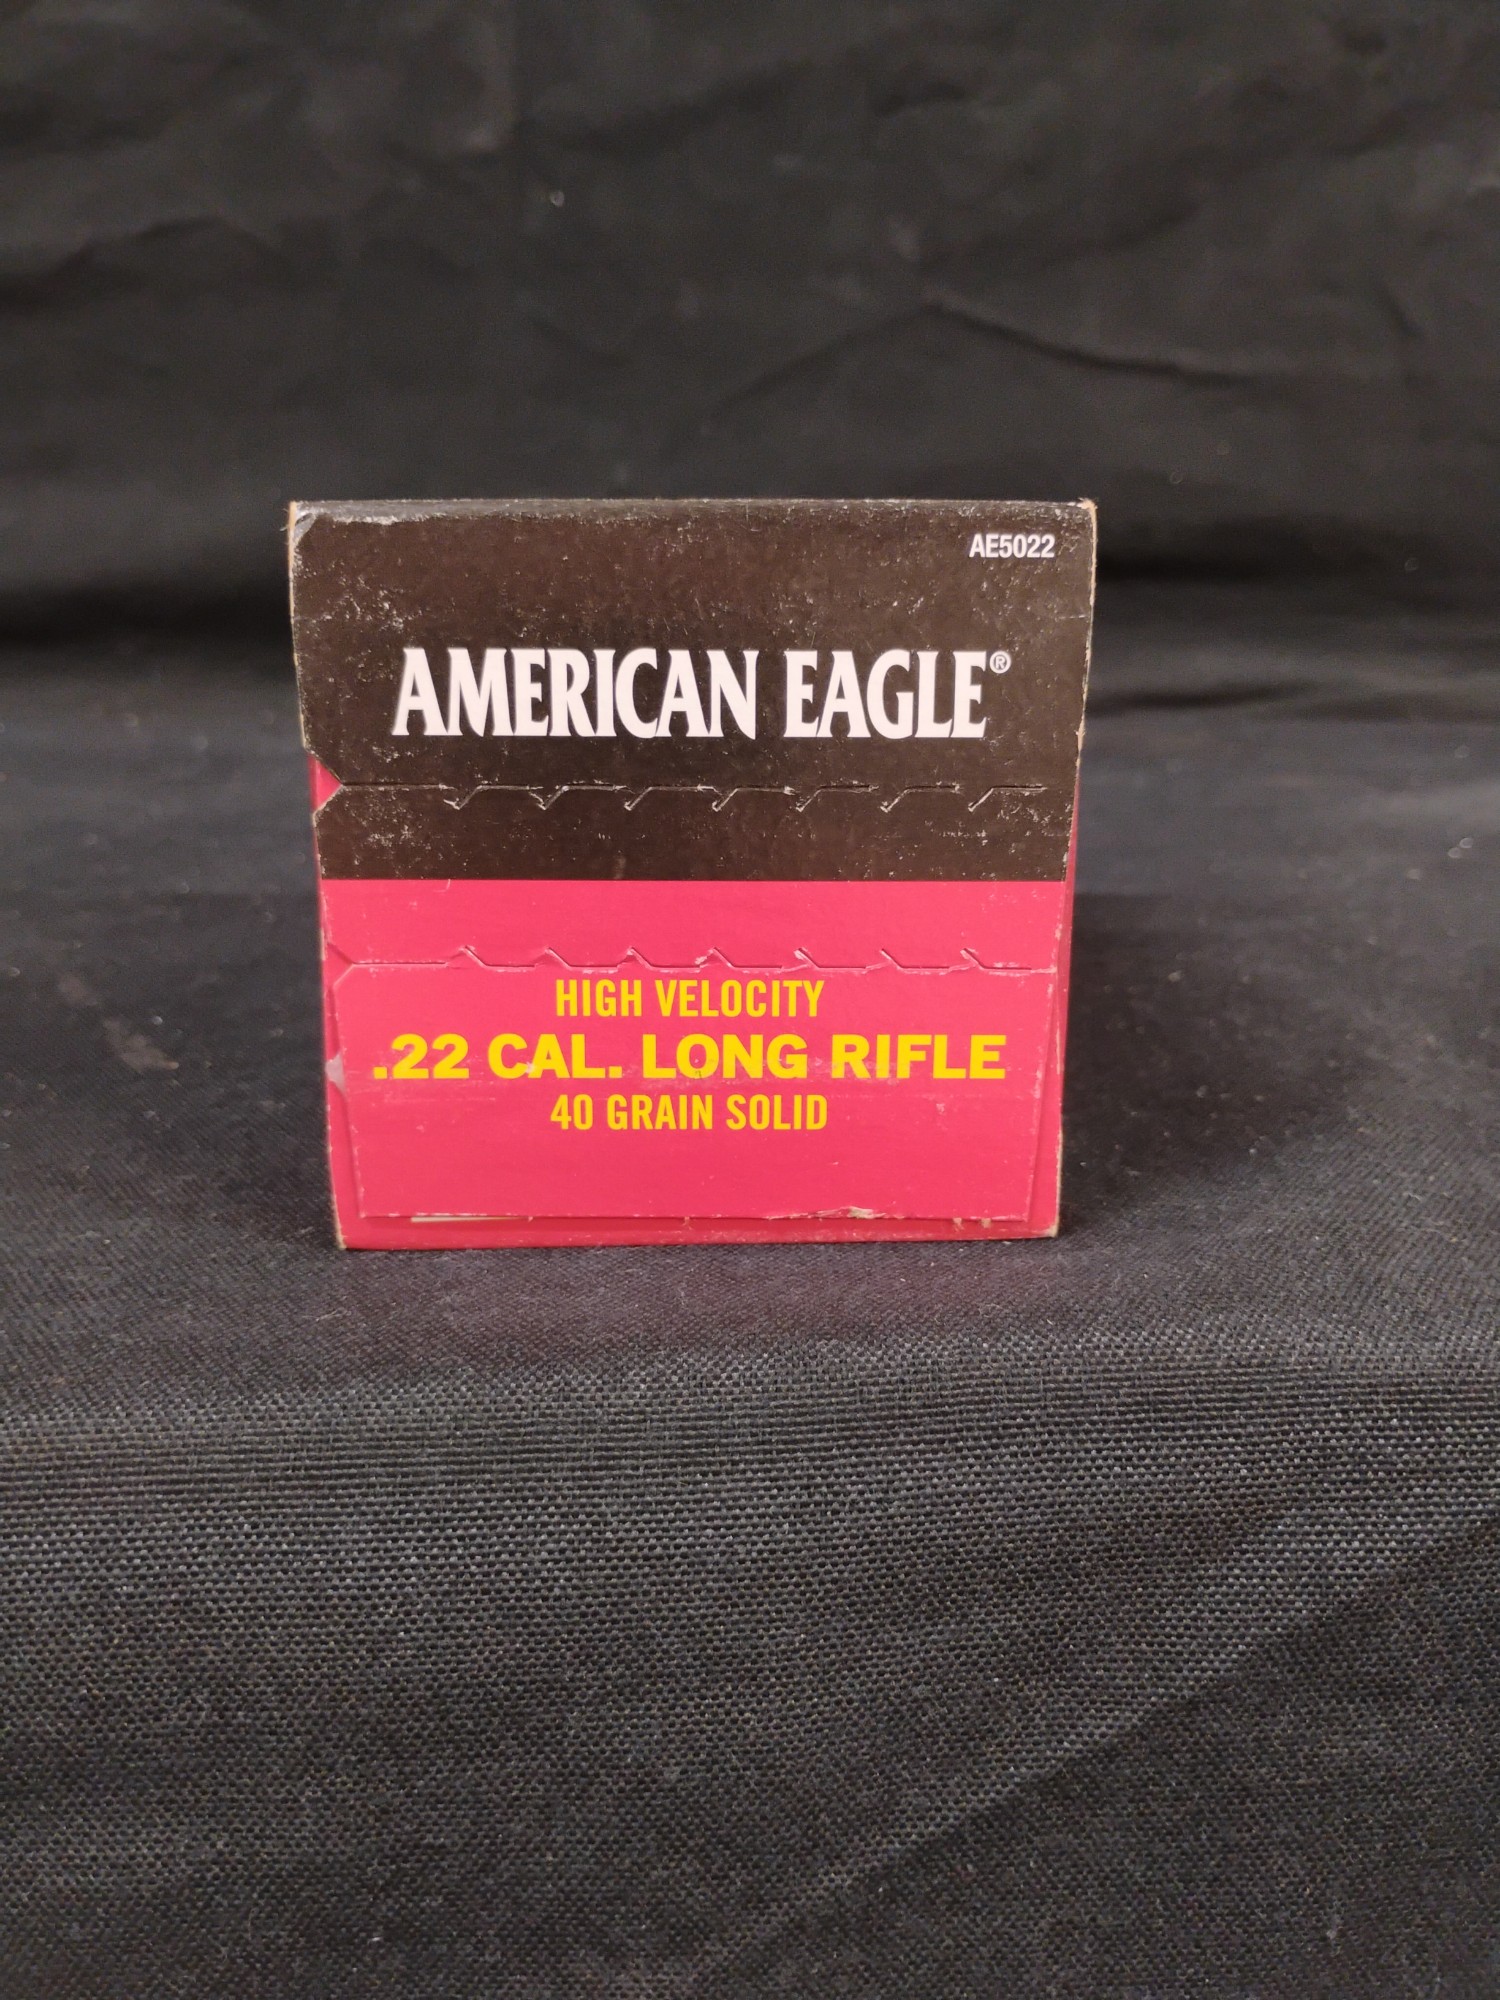 AE5022
AMERICAN EAGLE®
HIGH VELOCITY
.22 CAL. LONG RIFLE
40 GRAIN SOLID